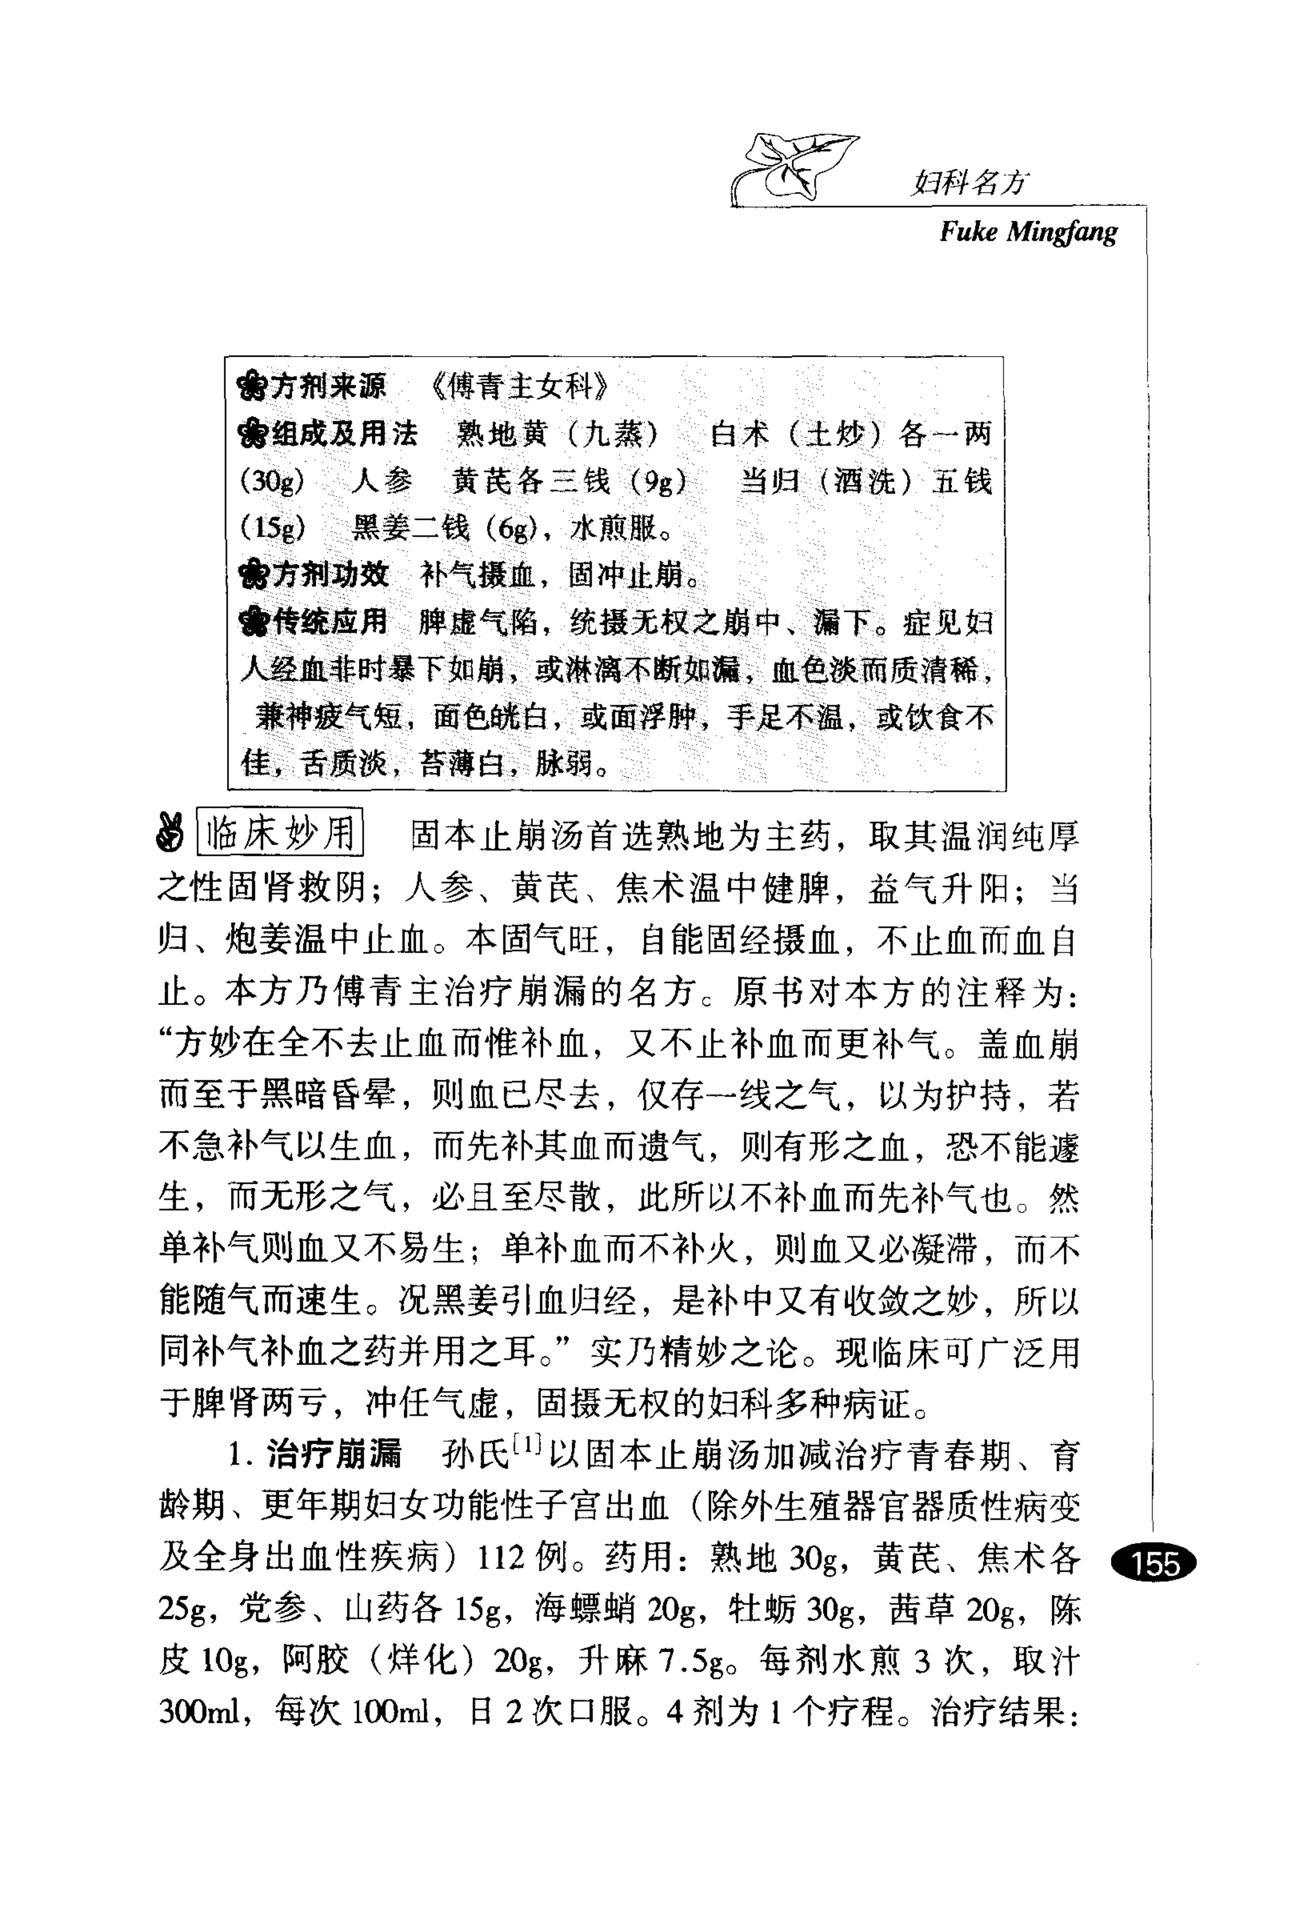 妇科名方
Fuke Mingfang
方剂来源 《傅青主女科》
组成及用法 熟地黄（九蒸） 白术（土炒）各一两
(30g) 人参 黄芪各三钱（9g） 当归（酒洗）五钱
(15g) 黑姜二钱（6g），水煎服。
方剂功效 补气摄血，固冲止崩。
传统应用 脾虚气陷，统摄无权之崩中、漏下。症见妇
人经血非时暴下如崩，或淋漓不断如漏，血色淡而质清稀，
兼神疲气短，面色㿠白，或面浮肿，手足不温，或饮食不
佳，舌质淡，苔薄白，脉弱。
临床妙用 固本止崩汤首选熟地为主药，取其温润纯厚
之性固肾救阴；人参、黄芪、焦术温中健脾，益气升阳；当
归、炮姜温中止血。本固气旺，自能固经摄血，不止血而血自
止。本方乃傅青主治疗崩漏的名方。原书对本方的注释为：
“方妙在全不去止血而惟补血，又不止补血而更补气。盖血崩
而至于黑暗昏晕，则血已尽去，仅存一线之气，以为护持，若
不急补气以生血，而先补其血而遗气，则有形之血，恐不能遽
生，而无形之气，必且至尽散，此所以不补血而先补气也。然
单补气则血又不易生；单补血而不补火，则血又必凝滞，而不
能随气而速生。况黑姜引血归经，是补中又有收敛之妙，所以
同补气补血之药并用之耳。”实乃精妙之论。现临床可广泛用
于脾肾两亏，冲任气虚，固摄无权的妇科多种病证。
1. 治疗崩漏 孙氏[1]以固本止崩汤加减治疗青春期、育
龄期、更年期妇女功能性子宫出血（除外生殖器官器质性病变
及全身出血性疾病）112 例。药用：熟地 30g，黄芪、焦术各
25g，党参、山药各 15g，海螵蛸 20g，牡蛎 30g，茜草 20g，陈
皮 10g，阿胶（烊化）20g，升麻 7.5g。每剂水煎 3 次，取汁
300ml，每次 100ml，日 2 次口服。4 剂为 1 个疗程。治疗结果：
155